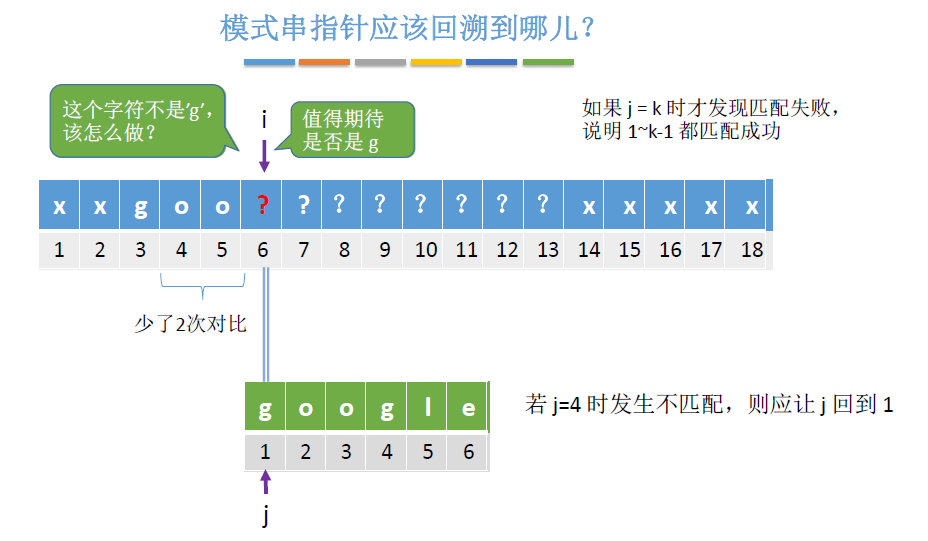 模式串指针应该回溯到哪儿？
这个字符不是'g'，
该怎么做？
i
值得期待
是否是 g
如果 j = k 时才发现匹配失败，
说明 1~k-1 都匹配成功
x x g o o ? ? ? ? ? ? ? ? x x x x x
1 2 3 4 5 6 7 8 9 10 11 12 13 14 15 16 17 18
少了2次对比
g o o g l e
1 2 3 4 5 6
若 j=4 时发生不匹配，则应让 j 回到 1
j